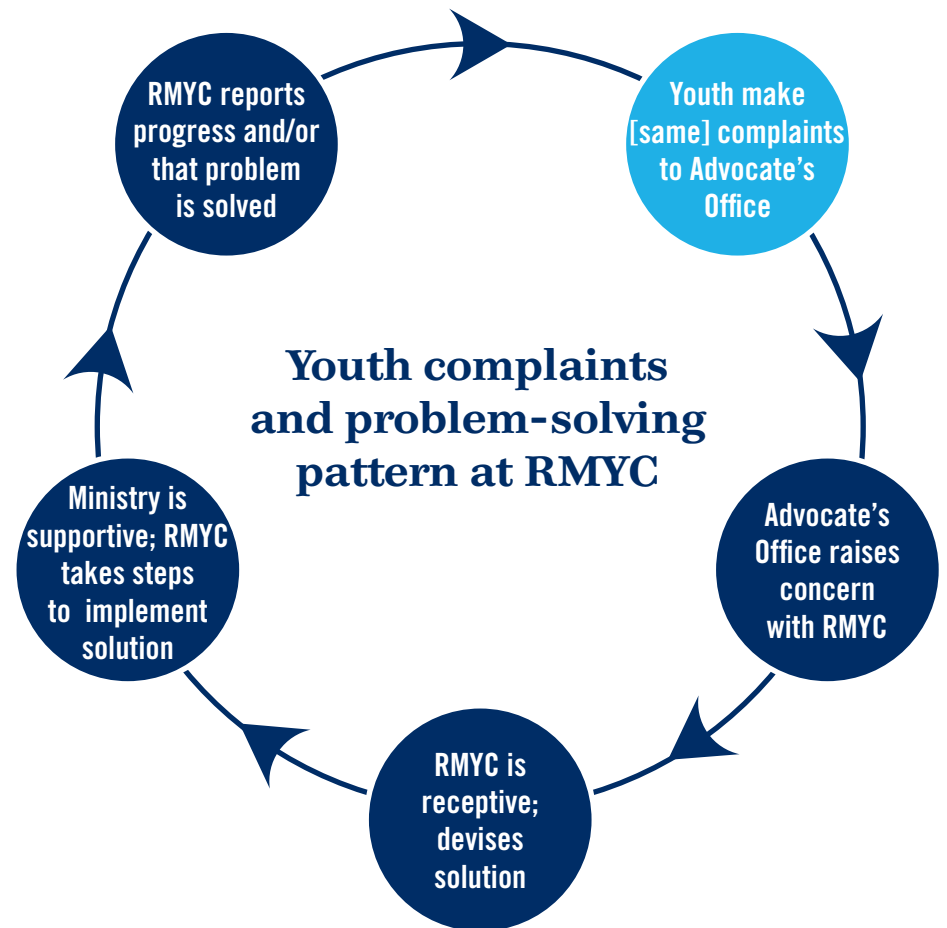 Youth complaints
and problem-solving
pattern at RMYC
Youth make
[same] complaints
to Advocate's
Office
Advocate's
Office raises
concern
with RMYC
RMYC is
receptive;
devises
solution
Ministry is
supportive; RMYC
takes steps
to implement
solution
RMYC reports
progress and/or
that problem
is solved